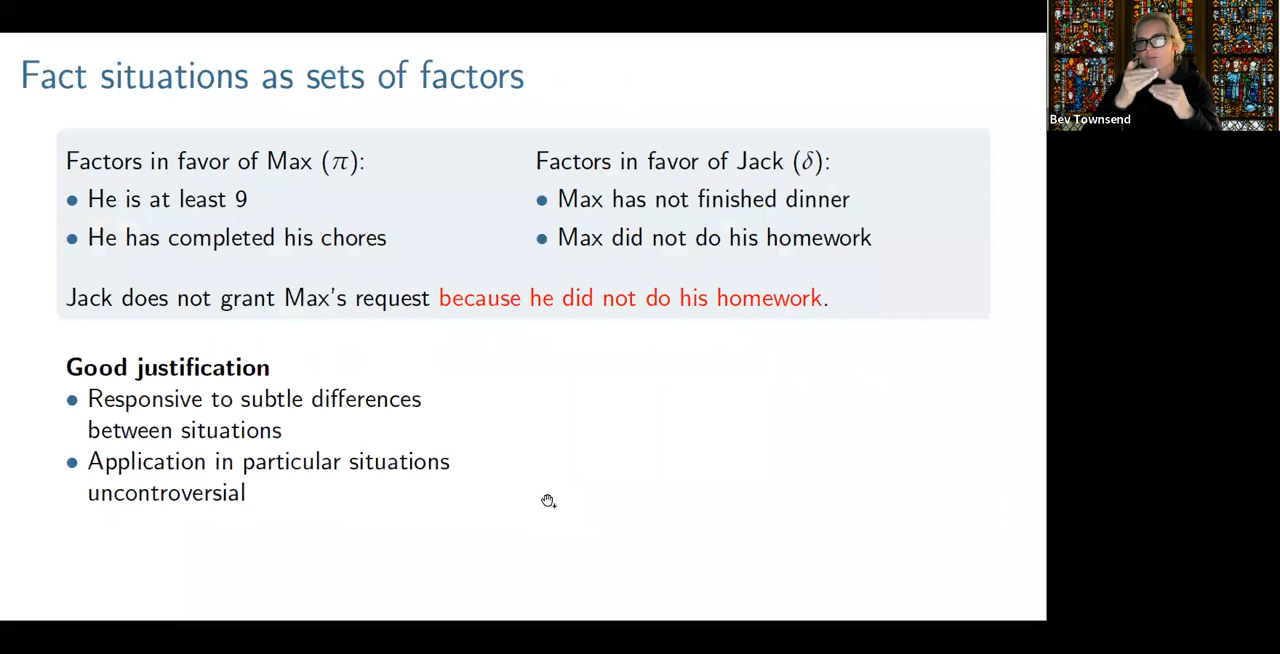 Fact situations as sets of factors
Factors in favor of Max (π):
• He is at least 9
• He has completed his chores
Factors in favor of Jack (δ):
• Max has not finished dinner
• Max did not do his homework
Jack does not grant Max's request because he did not do his homework.
Good justification
• Responsive to subtle differences
between situations
• Application in particular situations
uncontroversial
Bev Townsend